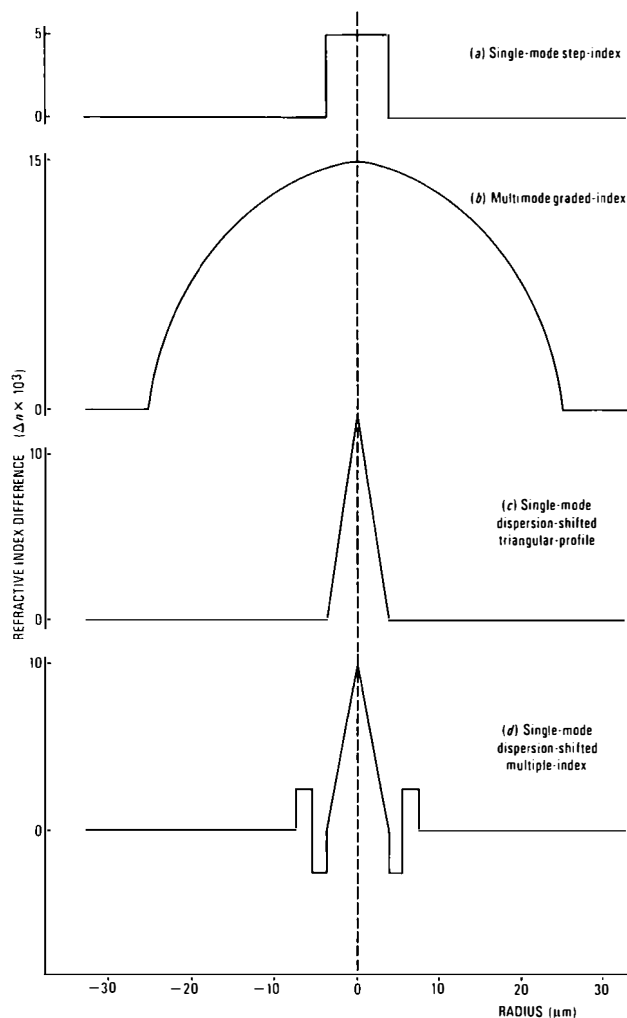 5
(a) Single-mode step-index
0
15
(b) Multimode graded-index
REFRACTIVE INDEX DIFFERENCE (Δn × 10³)
0
10
(c) Single-mode
dispersion-shifted
triangular-profile
0
10
(d) Single-mode
dispersion-shifted
multiple-index
0
−30
−20
−10
0
10
20
30
RADIUS (μm)